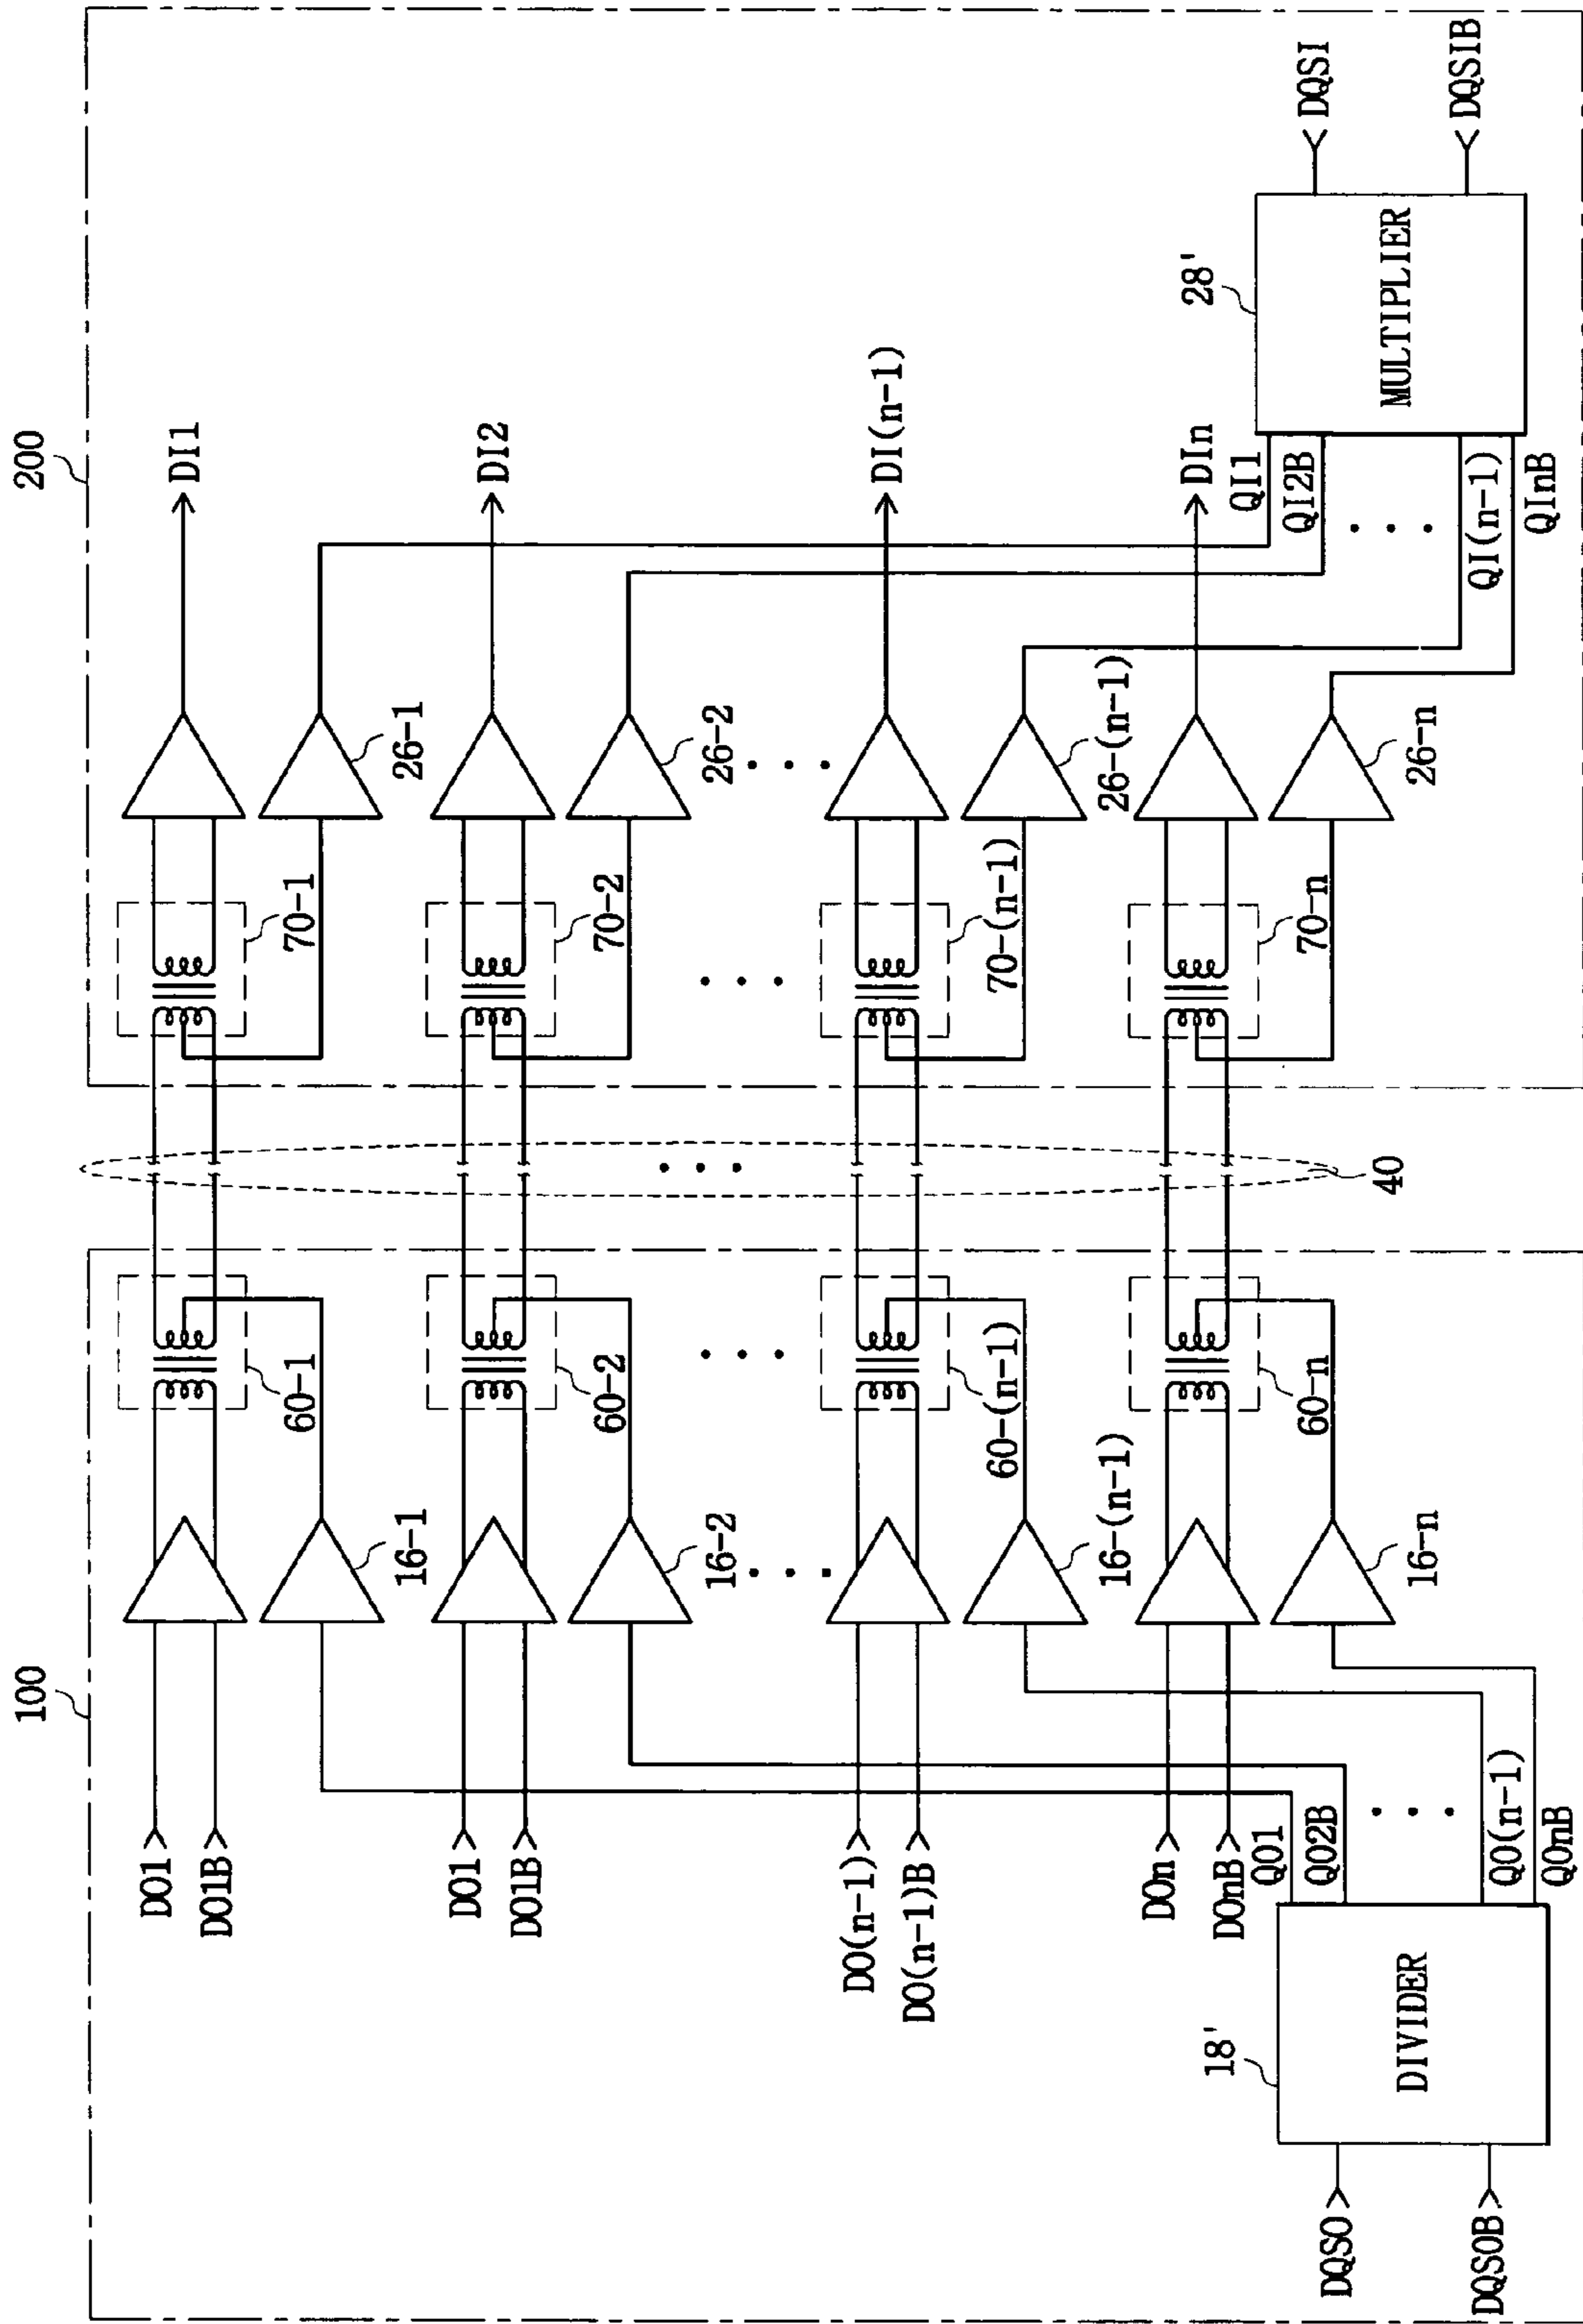 100
200
DO1
DO1B
16-1
60-1
70-1
26-1
DI1
DO1
DO1B
16-2
60-2
70-2
26-2
DI2
DO(n-1)
DO(n-1)B
16-(n-1)
60-(n-1)
70-(n-1)
26-(n-1)
DI(n-1)
DOn
DOnB
16-n
60-n
40
70-n
26-n
DIn
DQSO
DQSOB
18'
DIVIDER
QO1
QO2B
QO(n-1)
QOnB
QI1
QI2B
QI(n-1)
QInB
28'
MULTIPLIER
DQSI
DQSIB